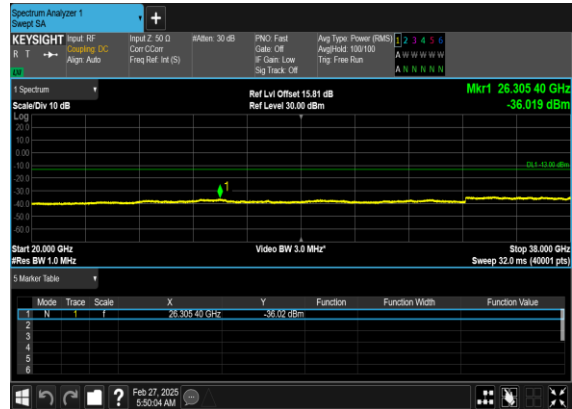 Spectrum Analyzer 1
Swept SA
+
KEYSIGHT Input: RF Input Z: 50 Ω #Atten: 30 dB PNO: Fast Avg Type: Power (RMS) 1 2 3 4 5 6
R T Coupling: DC Corr CCorr Gate: Off Avg|Hold: 100/100 A W W W W W
Align: Auto Freq Ref: Int (S) IF Gain: Low Trig: Free Run
Sig Track: Off A N N N N N
1 Spectrum Mkr1 26.305 40 GHz
Ref Lvl Offset 15.81 dB
Scale/Div 10 dB Ref Level 30.00 dBm -36.019 dBm
Log
20.0
10.0
0.00
-10.0
DL1 -13.00 dBm
-20.0
1
-30.0
-40.0
-50.0
-60.0
Start 20.000 GHz Video BW 3.0 MHz* Stop 38.000 GHz
#Res BW 1.0 MHz Sweep 32.0 ms (40001 pts)
5 Marker Table
Mode Trace Scale X Y Function Function Width Function Value
1 N 1 f 26.305 40 GHz -36.02 dBm
2
3
4
5
6
? Feb 27, 2025
5:50:04 AM